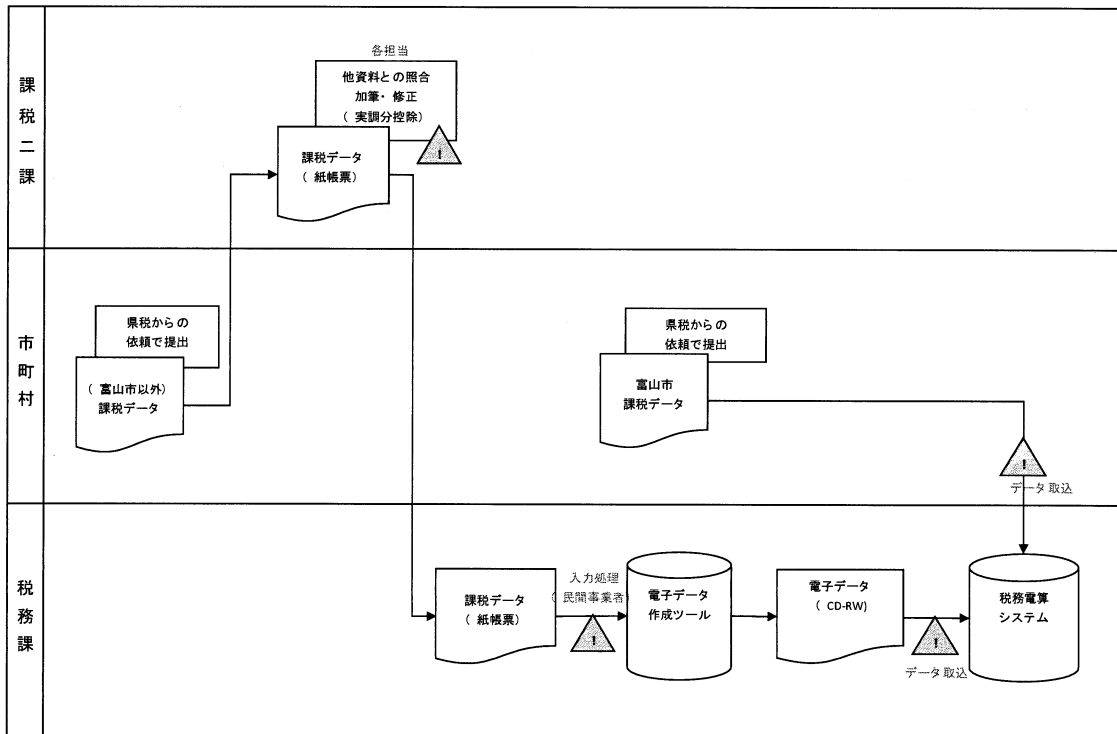 課税二課
各担当
他資料との照合
加筆・修正
( 実調分控除)
!
課税データ
( 紙帳票)
市町村
県税からの
依頼で提出
( 富山市以外)
課税データ
県税からの
依頼で提出
富山市
課税データ
!
データ取込
税務課
課税データ
( 紙帳票)
入力処理
( 民間事業者)
!
電子データ
作成ツール
電子データ
( CD-RW)
!
データ取込
税務電算
システム